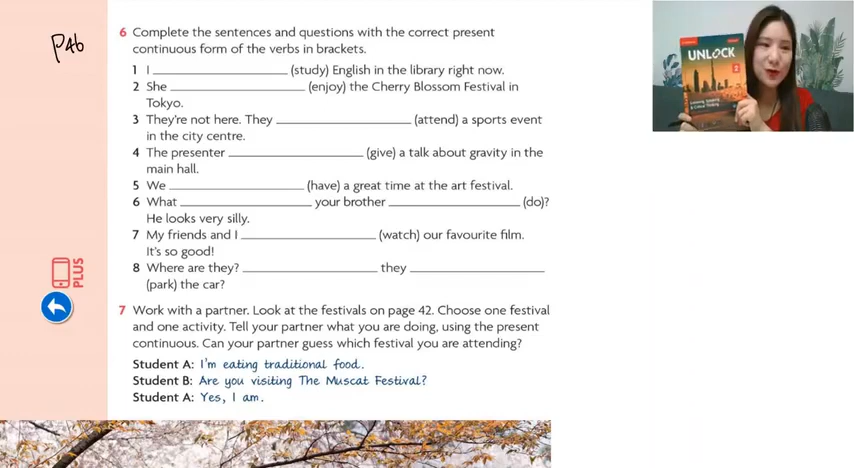 P46
6 Complete the sentences and questions with the correct present
continuous form of the verbs in brackets.
1 I ____________ (study) English in the library right now.
2 She ____________ (enjoy) the Cherry Blossom Festival in
Tokyo.
3 They're not here. They ____________ (attend) a sports event
in the city centre.
4 The presenter ____________ (give) a talk about gravity in the
main hall.
5 We ____________ (have) a great time at the art festival.
6 What ____________ your brother ____________ (do)?
He looks very silly.
7 My friends and I ____________ (watch) our favourite film.
It's so good!
8 Where are they? ____________ they ____________
(park) the car?
PLUS
7 Work with a partner. Look at the festivals on page 42. Choose one festival
and one activity. Tell your partner what you are doing, using the present
continuous. Can your partner guess which festival you are attending?
Student A: I'm eating traditional food.
Student B: Are you visiting The Muscat Festival?
Student A: Yes, I am.
UNLOCK
2